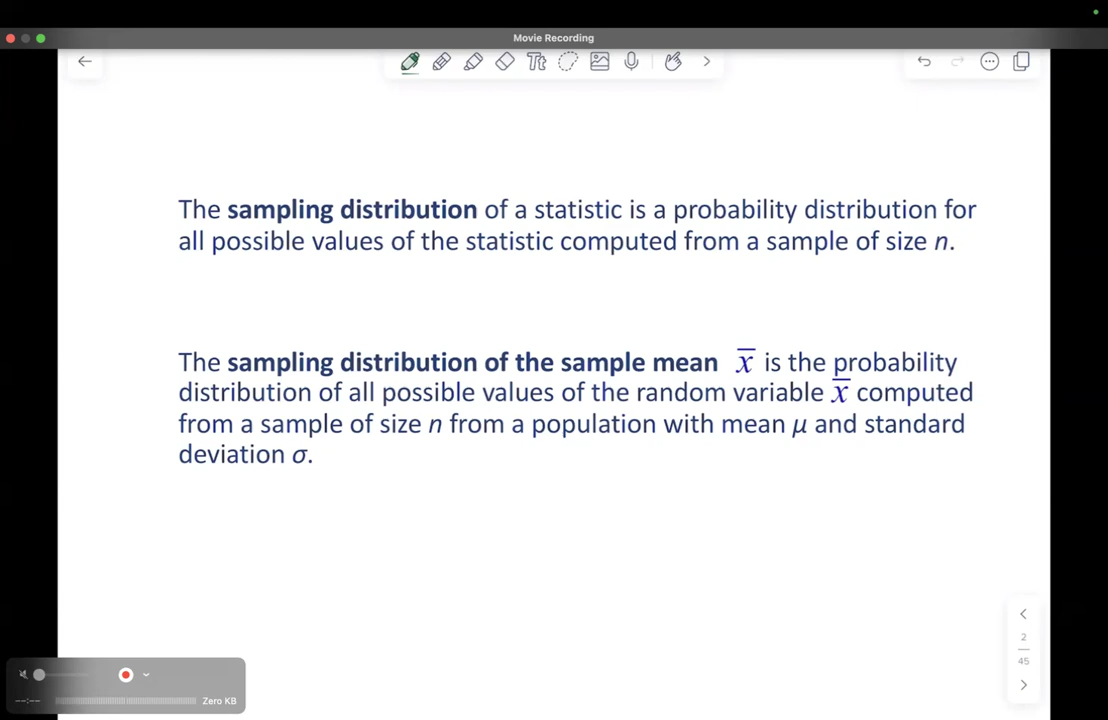 Movie Recording
Tt
The sampling distribution of a statistic is a probability distribution for
all possible values of the statistic computed from a sample of size n.
The sampling distribution of the sample mean x̅ is the probability
distribution of all possible values of the random variable x̅ computed
from a sample of size n from a population with mean μ and standard
deviation σ.
2
45
--:--
Zero KB